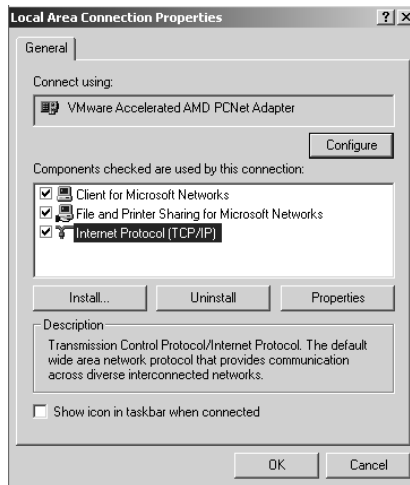 Local Area Connection Properties
General
Connect using:
VMware Accelerated AMD PCNet Adapter
Configure
Components checked are used by this connection:
Client for Microsoft Networks
File and Printer Sharing for Microsoft Networks
Internet Protocol (TCP/IP)
Install... Uninstall Properties
Description
Transmission Control Protocol/Internet Protocol. The default
wide area network protocol that provides communication
across diverse interconnected networks.
Show icon in taskbar when connected
OK Cancel